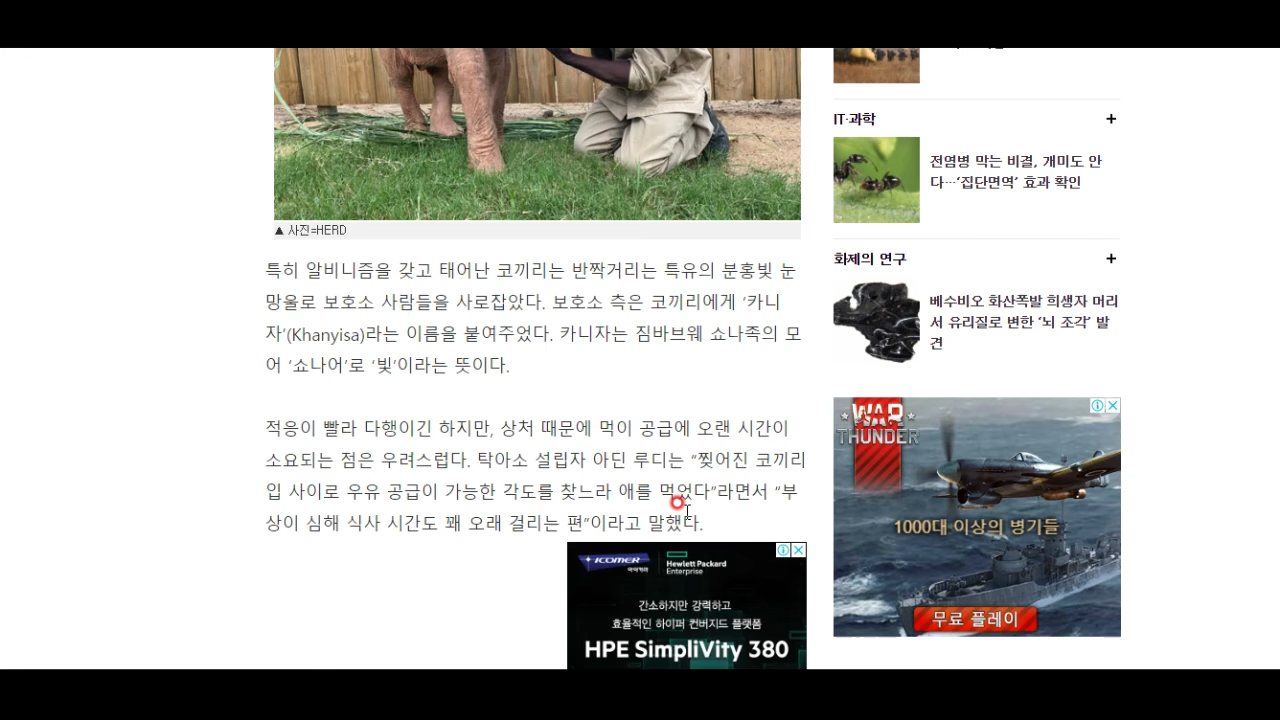 ▲ 사진=HERD
특히 알비니즘을 갖고 태어난 코끼리는 반짝거리는 특유의 분홍빛 눈
망울로 보호소 사람들을 사로잡았다. 보호소 측은 코끼리에게 ‘카니
자’(Khanyisa)라는 이름을 붙여주었다. 카니자는 짐바브웨 쇼나족의 모
어 ‘쇼나어’로 ‘빛’이라는 뜻이다.
적응이 빨라 다행이긴 하지만, 상처 때문에 먹이 공급에 오랜 시간이
소요되는 점은 우려스럽다. 탁아소 설립자 아딘 루디는 “찢어진 코끼리
입 사이로 우유 공급이 가능한 각도를 찾느라 애를 먹었다”라면서 “부
상이 심해 식사 시간도 꽤 오래 걸리는 편”이라고 말했다.
ICOMER
Hewlett Packard
Enterprise
간소하지만 강력하고
효율적인 하이퍼 컨버지드 플랫폼
HPE SimpliVity 380
IT·과학 +
전염병 막는 비결, 개미도 안
다…‘집단면역’ 효과 확인
화제의 연구 +
베수비오 화산폭발 희생자 머리
서 유리질로 변한 ‘뇌 조각’ 발
견
WAR
THUNDER
1000대 이상의 병기들
무료 플레이